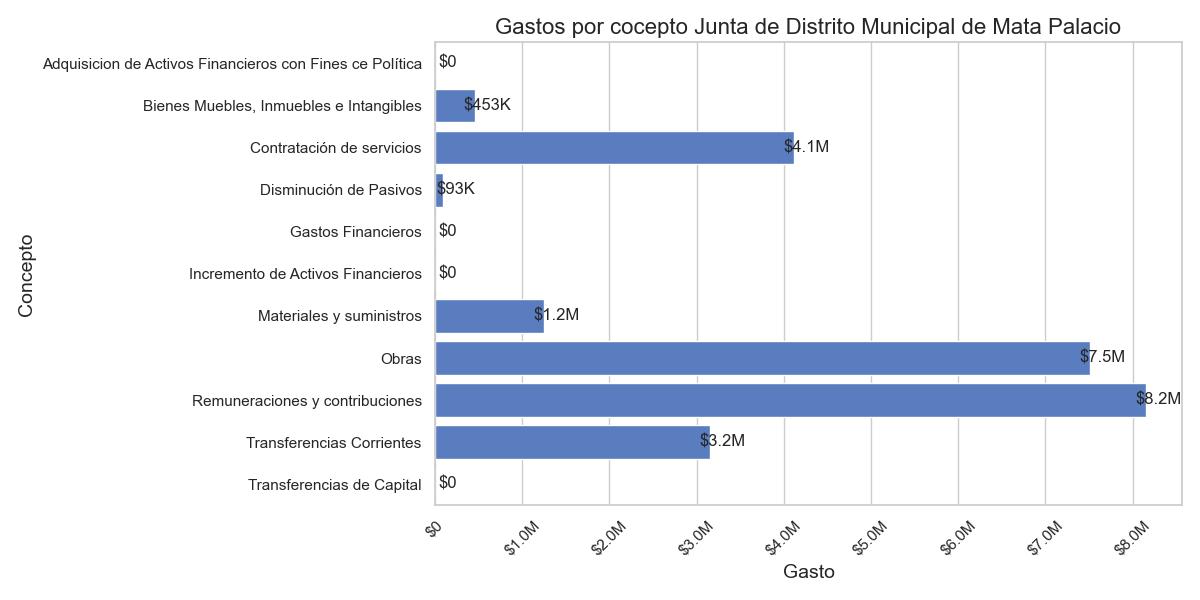 Gastos por cocepto Junta de Distrito Municipal de Mata Palacio
Concepto
Adquisicion de Activos Financieros con Fines ce Política $0
Bienes Muebles, Inmuebles e Intangibles $453K
Contratación de servicios $4.1M
Disminución de Pasivos $93K
Gastos Financieros $0
Incremento de Activos Financieros $0
Materiales y suministros $1.2M
Obras $7.5M
Remuneraciones y contribuciones $8.2M
Transferencias Corrientes $3.2M
Transferencias de Capital $0
$0 $1.0M $2.0M $3.0M $4.0M $5.0M $6.0M $7.0M $8.0M
Gasto